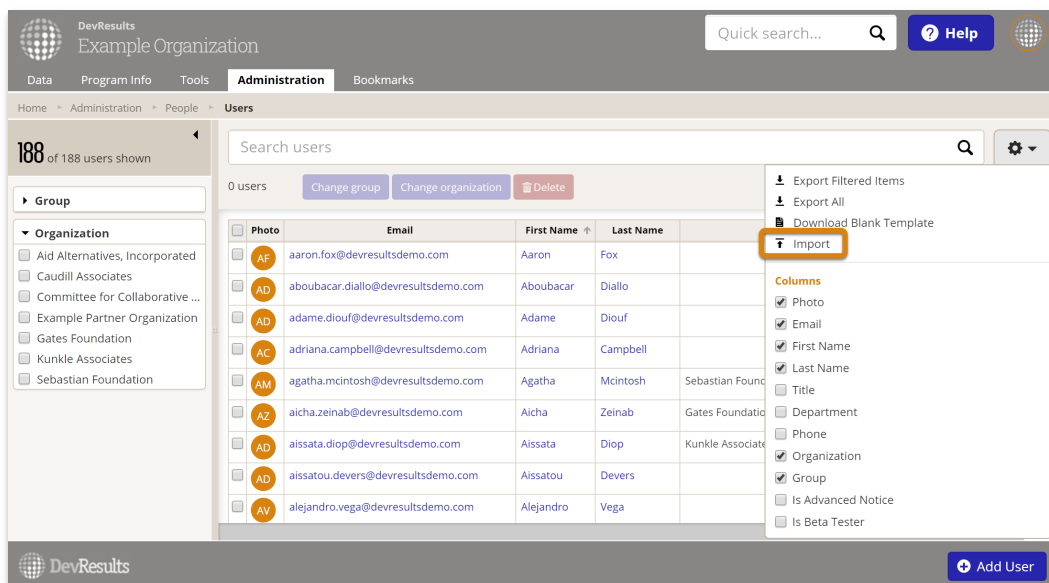 DevResults
Example Organization
Quick search...
? Help
Data Program Info Tools Administration Bookmarks
Home Administration People Users
188 of 188 users shown
Search users
0 users Change group Change organization Delete
Group
Organization
Aid Alternatives, Incorporated
Caudill Associates
Committee for Collaborative ...
Example Partner Organization
Gates Foundation
Kunkle Associates
Sebastian Foundation
Photo Email First Name Last Name
AF aaron.fox@devresultsdemo.com Aaron Fox
AD aboubacar.diallo@devresultsdemo.com Aboubacar Diallo
AD adame.diouf@devresultsdemo.com Adame Diouf
AC adriana.campbell@devresultsdemo.com Adriana Campbell
AM agatha.mcintosh@devresultsdemo.com Agatha Mcintosh Sebastian Found
AZ aicha.zeinab@devresultsdemo.com Aicha Zeinab Gates Foundatio
AD aissata.diop@devresultsdemo.com Aissata Diop Kunkle Associate
AD aissatou.devers@devresultsdemo.com Aissatou Devers
AV alejandro.vega@devresultsdemo.com Alejandro Vega
Export Filtered Items
Export All
Download Blank Template
Import
Columns
Photo
Email
First Name
Last Name
Title
Department
Phone
Organization
Group
Is Advanced Notice
Is Beta Tester
DevResults
Add User